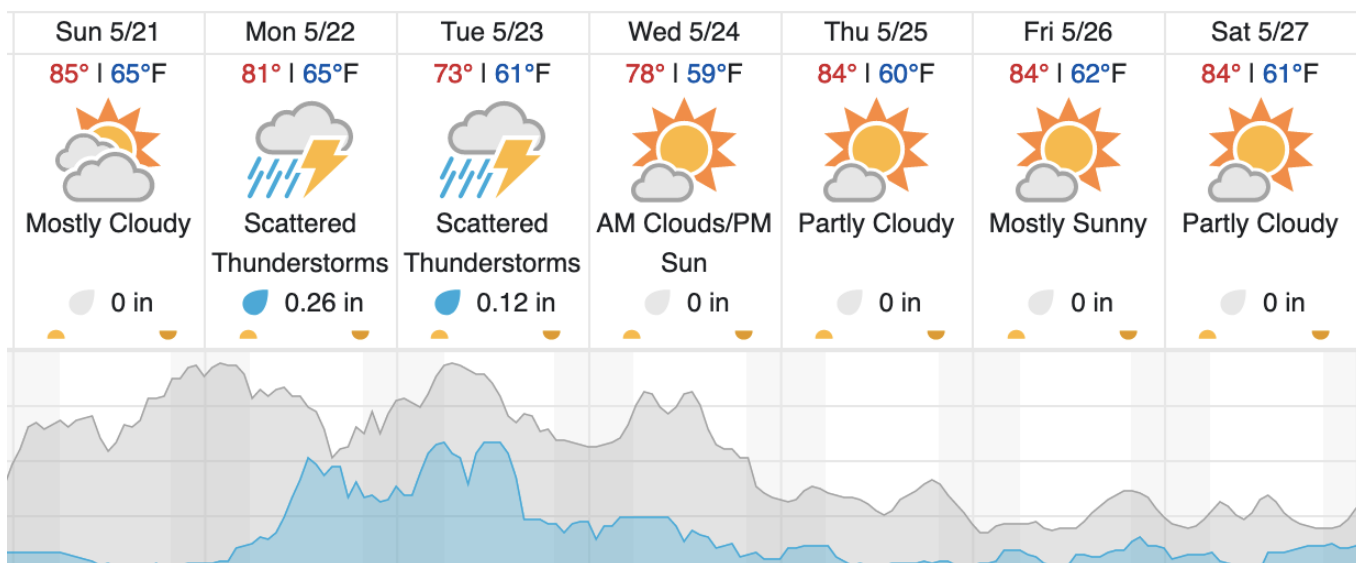 Sun 5/21 Mon 5/22 Tue 5/23 Wed 5/24 Thu 5/25 Fri 5/26 Sat 5/27
85° | 65°F 81° | 65°F 73° | 61°F 78° | 59°F 84° | 60°F 84° | 62°F 84° | 61°F
Mostly Cloudy Scattered Scattered AM Clouds/PM Partly Cloudy Mostly Sunny Partly Cloudy
Thunderstorms Thunderstorms Sun
0 in 0.26 in 0.12 in 0 in 0 in 0 in 0 in